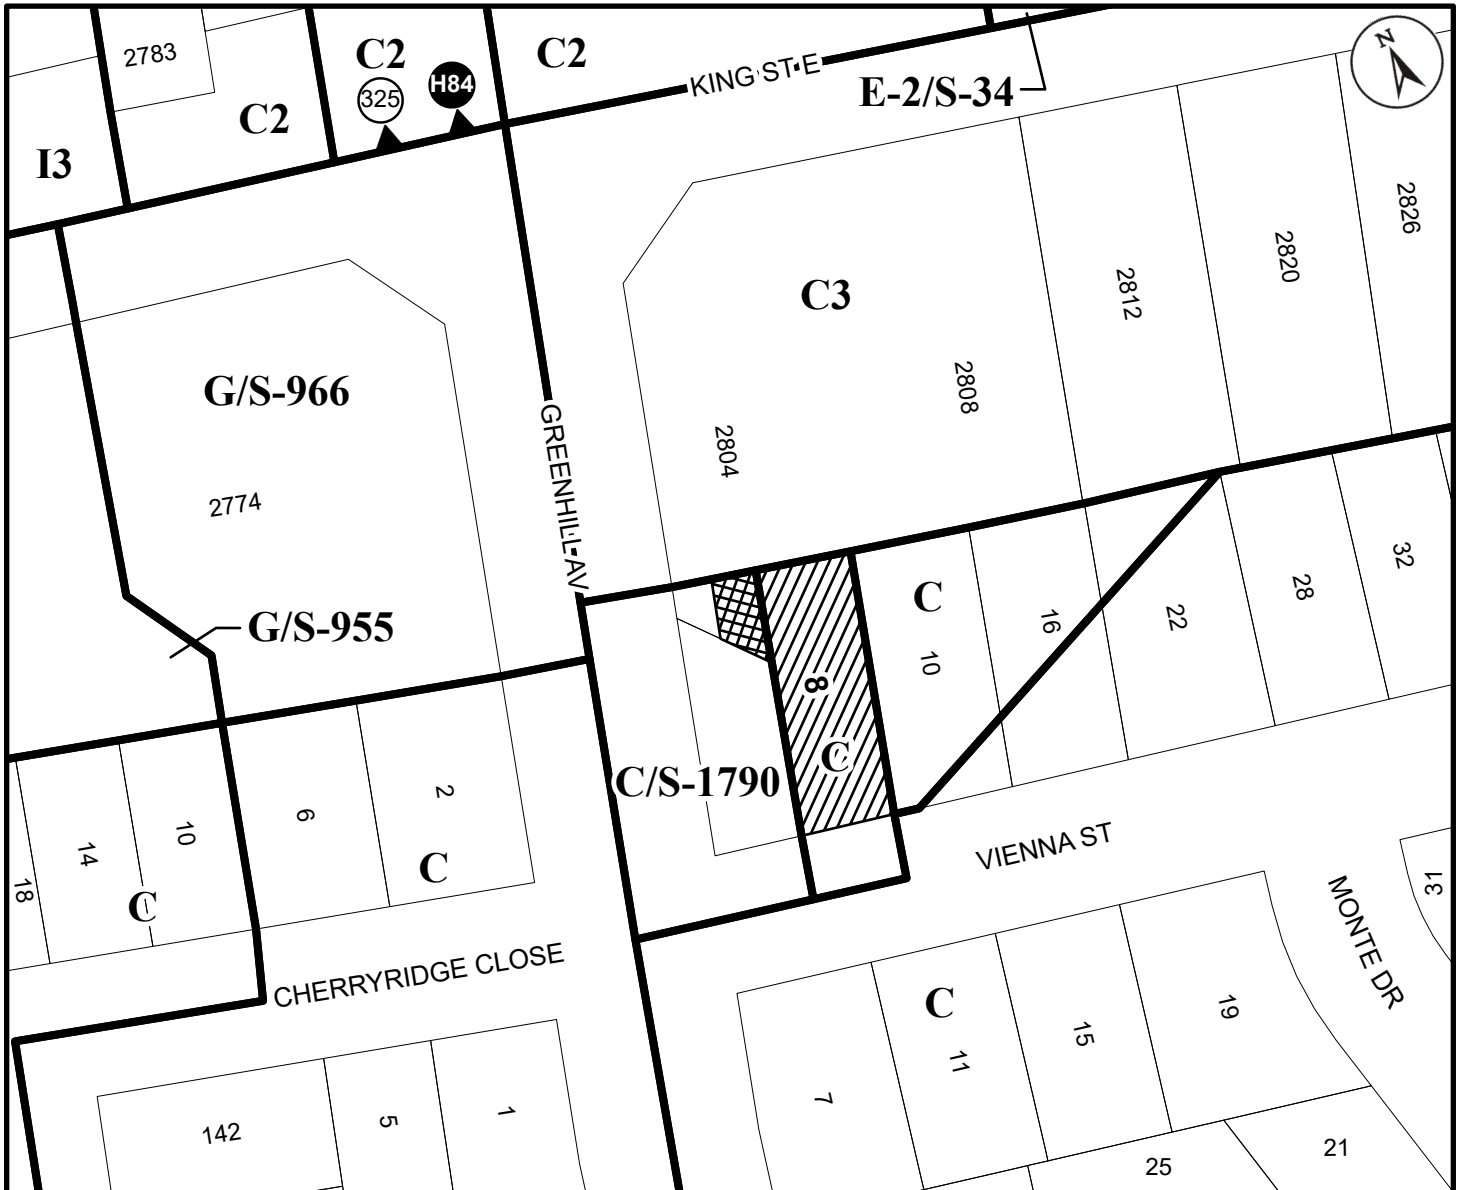 2783
C2
C2
C2
325
H84
I3
KING ST E
E-2/S-34
N
2826
2820
2812
C3
2808
2804
G/S-966
2774
GREENHILL AV
G/S-955
C
10
16
22
28
32
8
C
C/S-1790
18
14
10
C
6
2
C
VIENNA ST
CHERRYRIDGE CLOSE
MONTE DR
31
7
C
11
15
19
142
5
1
25
21